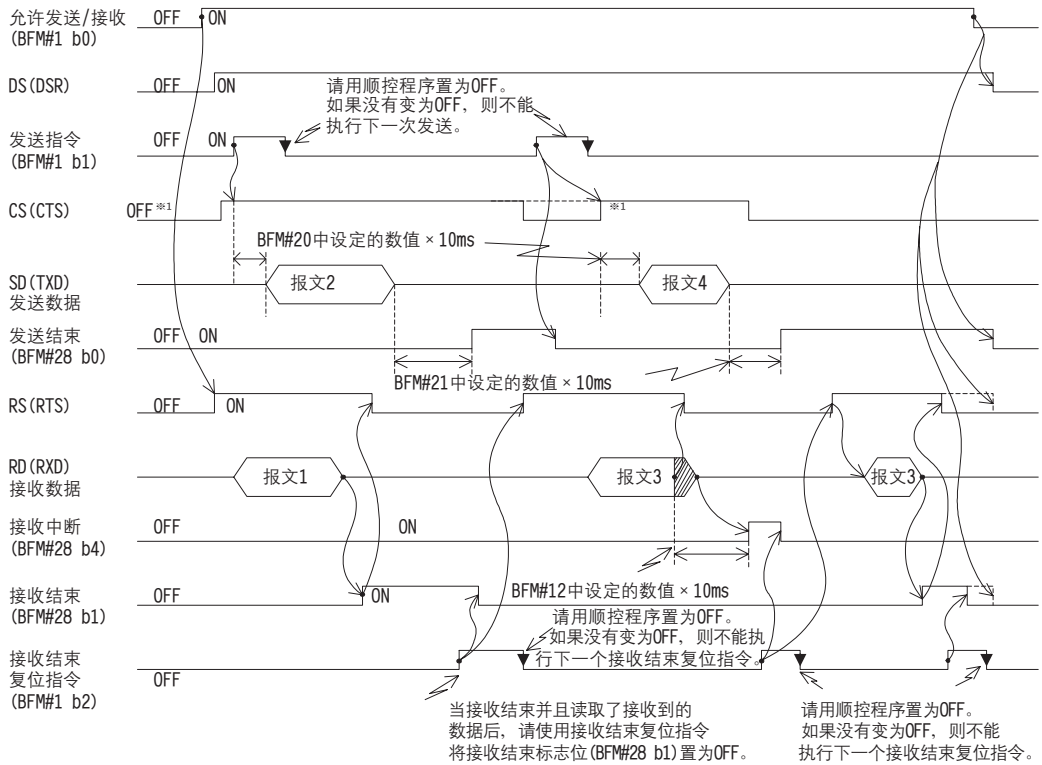 允许发送/接收
(BFM#1 b0)
OFF
ON
DS(DSR)
OFF
ON
请用顺控程序置为OFF。
如果没有变为OFF，则不能
执行下一次发送。
发送指令
(BFM#1 b1)
OFF
ON
CS(CTS)
OFF※1
※1
BFM#20中设定的数值×10ms
SD(TXD)
发送数据
报文2
报文4
发送结束
(BFM#28 b0)
OFF
ON
BFM#21中设定的数值×10ms
RS(RTS)
OFF
ON
RD(RXD)
接收数据
报文1
报文3
报文3
接收中断
(BFM#28 b4)
OFF
ON
接收结束
(BFM#28 b1)
OFF
ON
BFM#12中设定的数值×10ms
请用顺控程序置为OFF。
如果没有变为OFF，则不能执
行下一个接收结束复位指令。
接收结束
复位指令
(BFM#1 b2)
OFF
当接收结束并且读取了接收到的
数据后，请使用接收结束复位指令
将接收结束标志位(BFM#28 b1)置为OFF。
请用顺控程序置为OFF。
如果没有变为OFF，则不能
执行下一个接收结束复位指令。